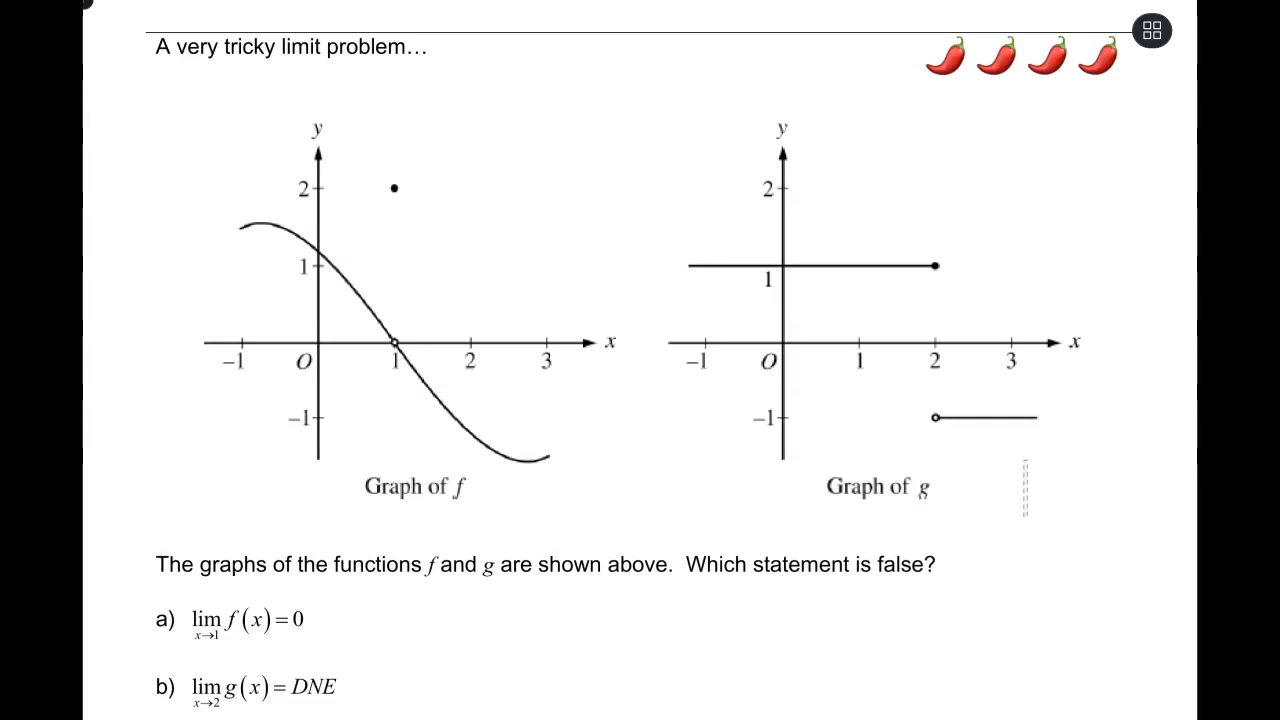 A very tricky limit problem…
y
2
1
−1 O 1 2 3 x
−1
Graph of f
y
2
1
−1 O 1 2 3 x
−1
Graph of g
The graphs of the functions f and g are shown above. Which statement is false?
a) lim f(x) = 0
x→1
b) lim g(x) = DNE
x→2